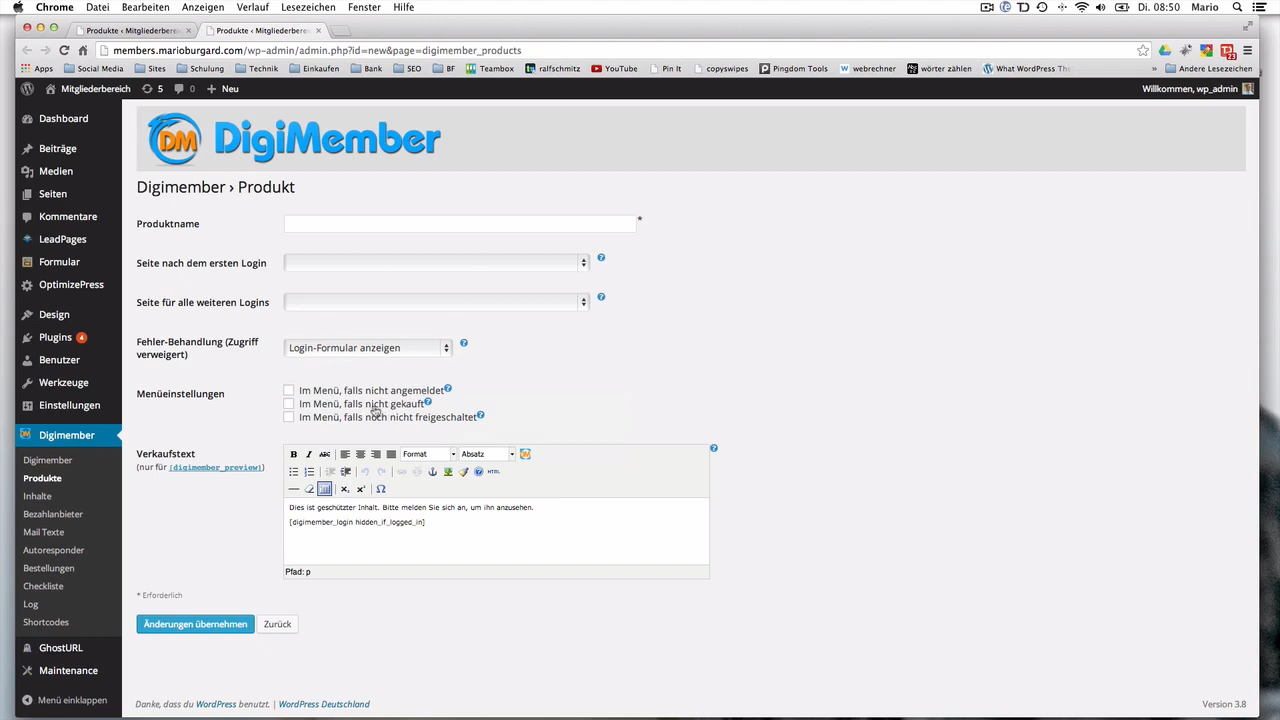 Chrome Datei Bearbeiten Anzeigen Verlauf Lesezeichen Fenster Hilfe Di. 08:50 Mario
Produkte ‹ Mitgliederbereich Produkte ‹ Mitgliederbereich
members.marioburgard.com/wp-admin/admin.php?id=new&page=digimember_products
Apps Social Media Sites Schulung Technik Einkaufen Bank SEO BF Teambox ralfschmitz YouTube Pin It copyswipes Pingdom Tools webrechner wörter zählen What WordPress The » Andere Lesezeichen
Mitgliederbereich 5 0 + Neu Willkommen, wp_admin
Dashboard
Beiträge
Medien
Seiten
Kommentare
LeadPages
Formular
OptimizePress
Design
Plugins 4
Benutzer
Werkzeuge
Einstellungen
Digimember
Digimember
Produkte
Inhalte
Bezahlanbieter
Mail Texte
Autoresponder
Bestellungen
Checkliste
Log
Shortcodes
GhostURL
Maintenance
Menü einklappen
DM DigiMember
Digimember › Produkt
Produktname *
Seite nach dem ersten Login
Seite für alle weiteren Logins
Fehler-Behandlung (Zugriff
verweigert)
Login-Formular anzeigen
Menüeinstellungen
Im Menü, falls nicht angemeldet
Im Menü, falls nicht gekauft
Im Menü, falls noch nicht freigeschaltet
Verkaufstext
(nur für [digimember_preview])
B I ABC Format Absatz
HTML
Dies ist geschützter Inhalt. Bitte melden Sie sich an, um ihn anzusehen.
[digimember_login hidden_if_logged_in]
Pfad: p
* Erforderlich
Änderungen übernehmen Zurück
Danke, dass du WordPress benutzt. | WordPress Deutschland Version 3.8